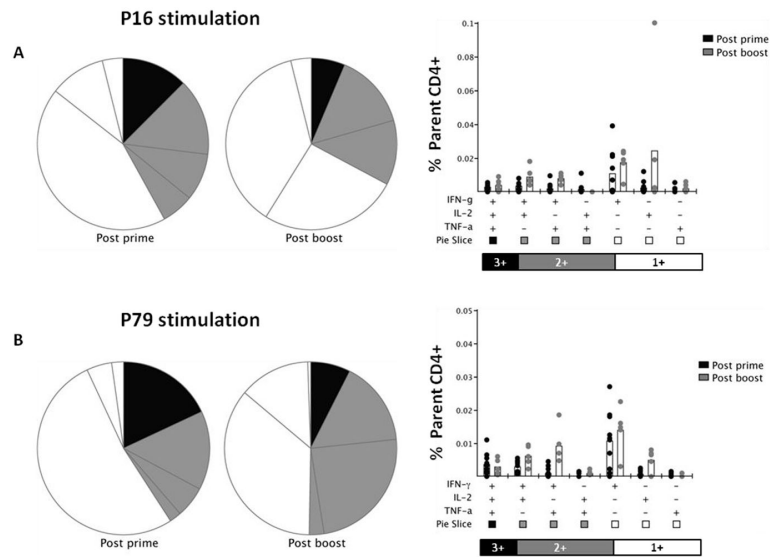 P16 stimulation
A
Post prime
Post boost
% Parent CD4+
0.1
0.08
0.06
0.04
0.02
Post prime
Post boost
IFN-g + + + - + - -
IL-2 + + - + - + -
TNF-a + - + + - - +
Pie Slice
3+ 2+ 1+
P79 stimulation
B
Post prime
Post boost
% Parent CD4+
0.05
0.04
0.03
0.02
0.01
Post prime
Post boost
IFN-γ + + + - + - -
IL-2 + + - + - + -
TNF-a + - + + - - +
Pie Slice
3+ 2+ 1+